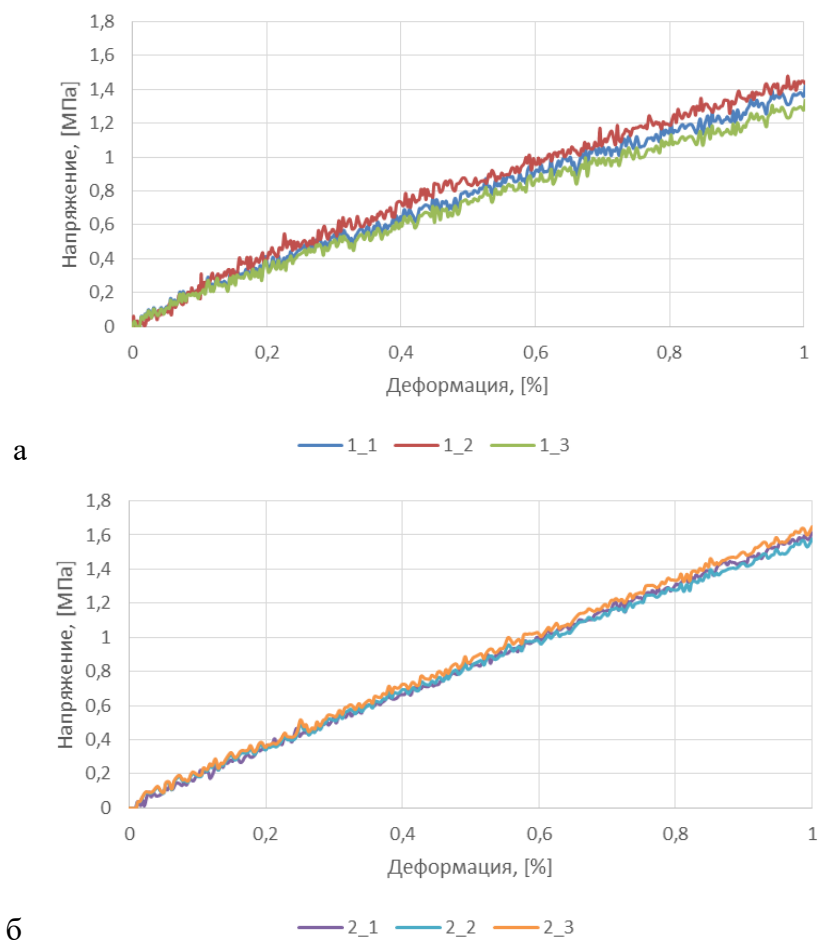 1,8
1,6
1,4
1,2
1
0,8
0,6
0,4
0,2
0
Напряжение, [МПа]
0 0,2 0,4 0,6 0,8 1
Деформация, [%]
а
1_1 1_2 1_3
1,8
1,6
1,4
1,2
1
0,8
0,6
0,4
0,2
0
Напряжение, [МПа]
0 0,2 0,4 0,6 0,8 1
Деформация, [%]
б
2_1 2_2 2_3